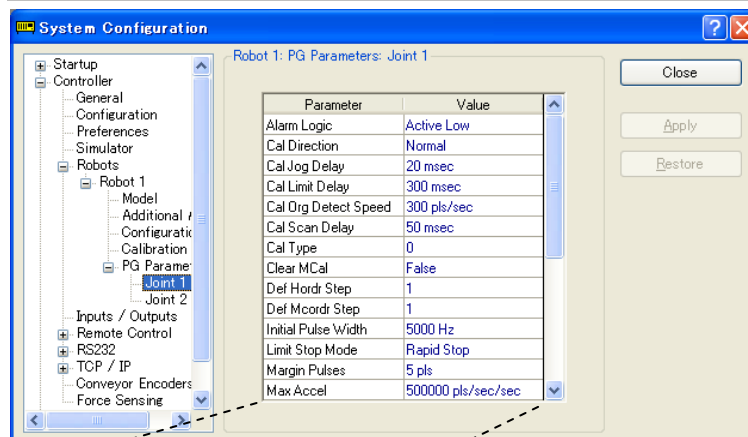 System Configuration
Startup
Controller
General
Configuration
Preferences
Simulator
Robots
Robot 1
Model
Additional
Configuratic
Calibration
PG Parame
Joint 1
Joint 2
Inputs / Outputs
Remote Control
RS232
TCP / IP
Conveyor Encoders
Force Sensing
Robot 1: PG Parameters: Joint 1
Parameter Value
Alarm Logic Active Low
Cal Direction Normal
Cal Jog Delay 20 msec
Cal Limit Delay 300 msec
Cal Org Detect Speed 300 pls/sec
Cal Scan Delay 50 msec
Cal Type 0
Clear MCal False
Def Hordr Step 1
Def Mcordr Step 1
Initial Pulse Width 5000 Hz
Limit Stop Mode Rapid Stop
Margin Pulses 5 pls
Max Accel 500000 pls/sec/sec
Close
Apply
Restore